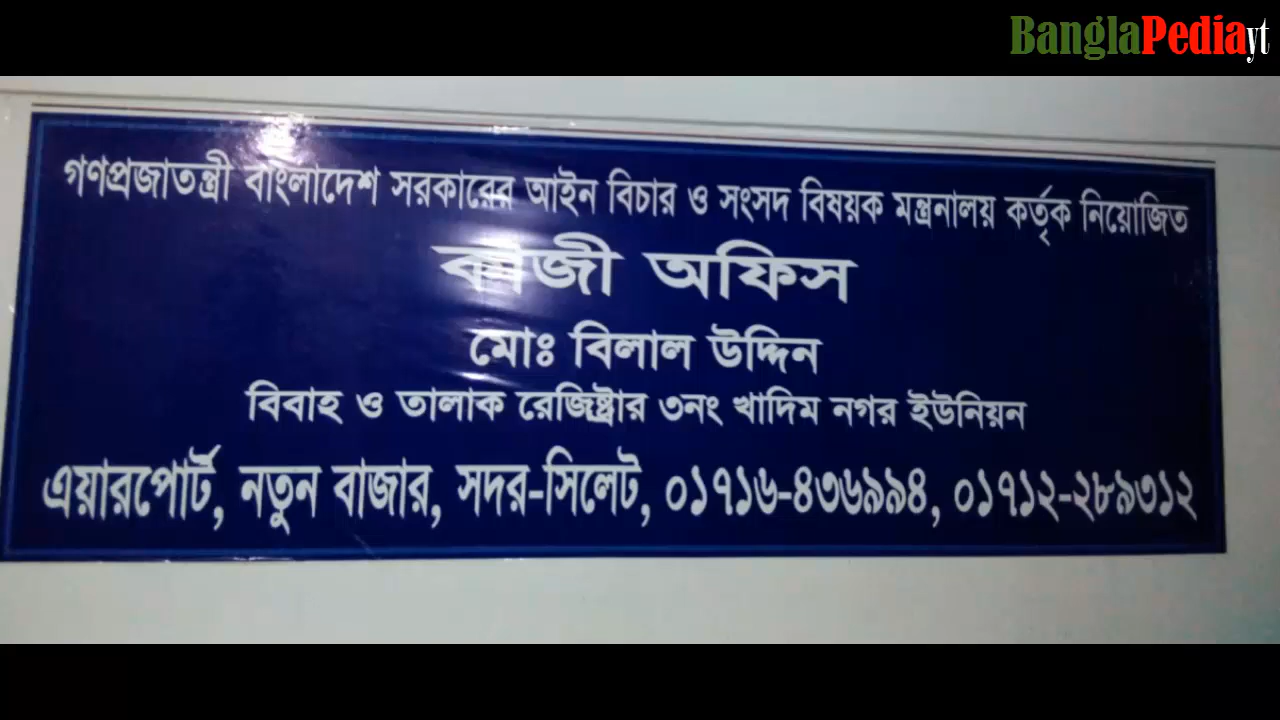 BanglaPediayt
গণপ্রজাতন্ত্রী বাংলাদেশ সরকারের আইন বিচার ও সংসদ বিষয়ক মন্ত্রনালয় কর্তৃক নিয়োজিত
কাজী অফিস
মোঃ বিলাল উদ্দিন
বিবাহ ও তালাক রেজিষ্ট্রার ৩নং খাদিম নগর ইউনিয়ন
এয়ারপোর্ট, নতুন বাজার, সদর-সিলেট, ০১৭১৬-৪৩৬৯৯৪, ০১৭১২-২৮৯৩১২